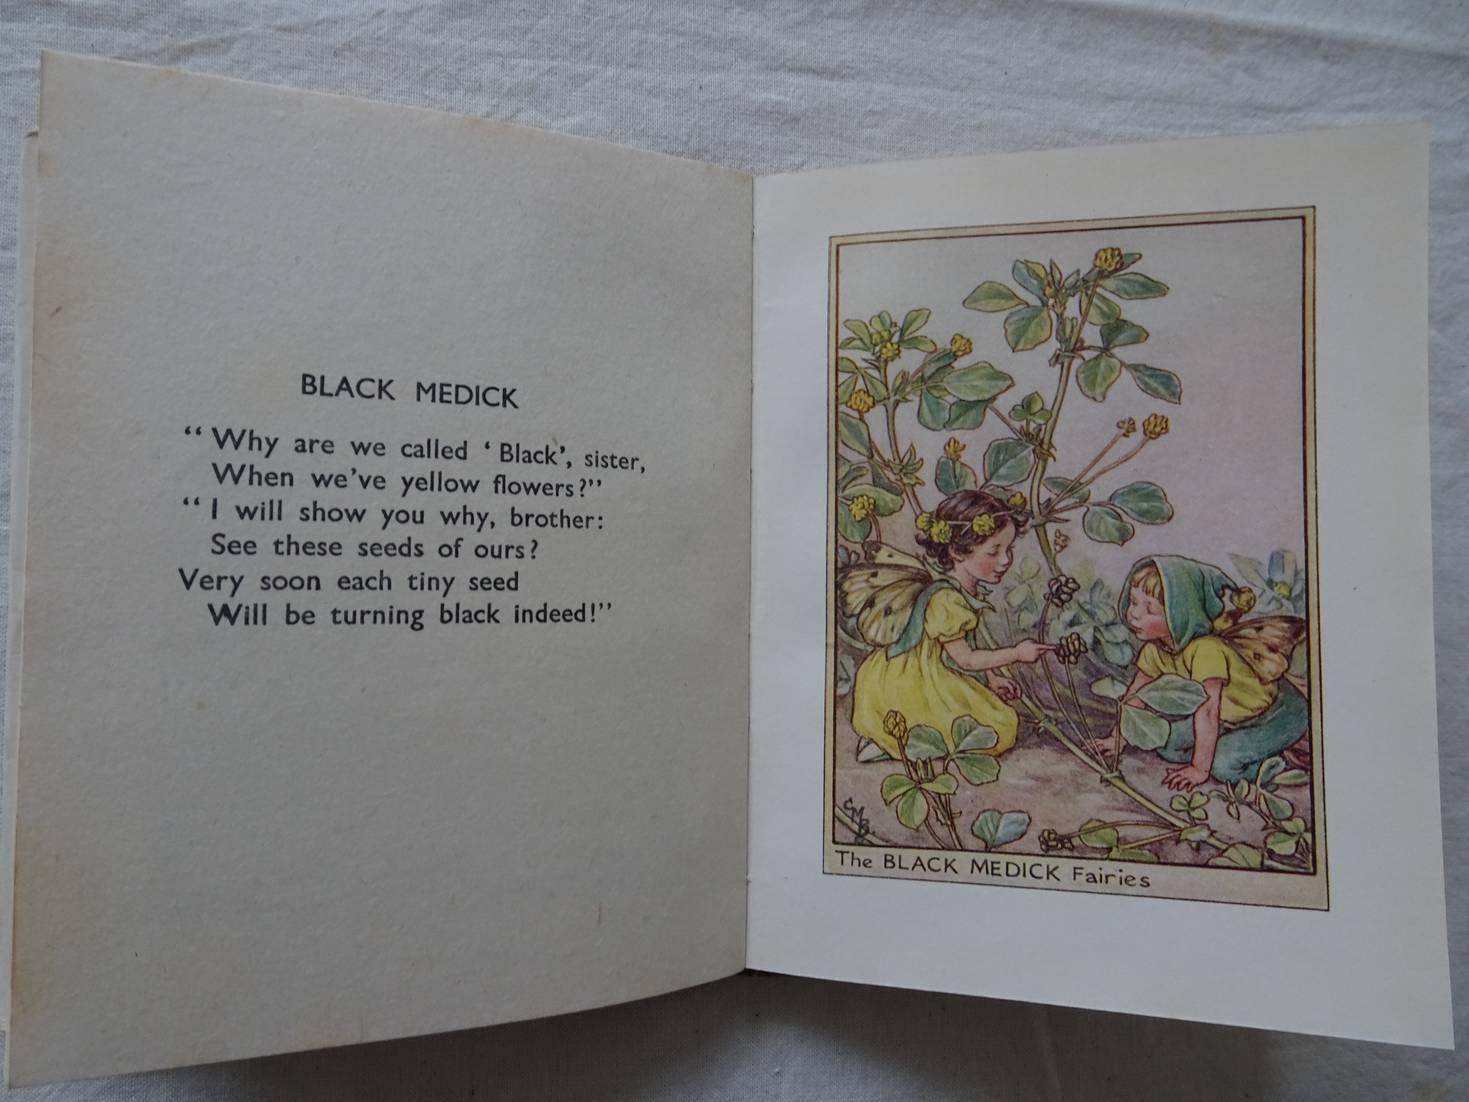 BLACK MEDICK
“Why are we called ‘Black’, sister,
When we've yellow flowers?”
“I will show you why, brother:
See these seeds of ours?
Very soon each tiny seed
Will be turning black indeed!”
CMB.
The BLACK MEDICK Fairies